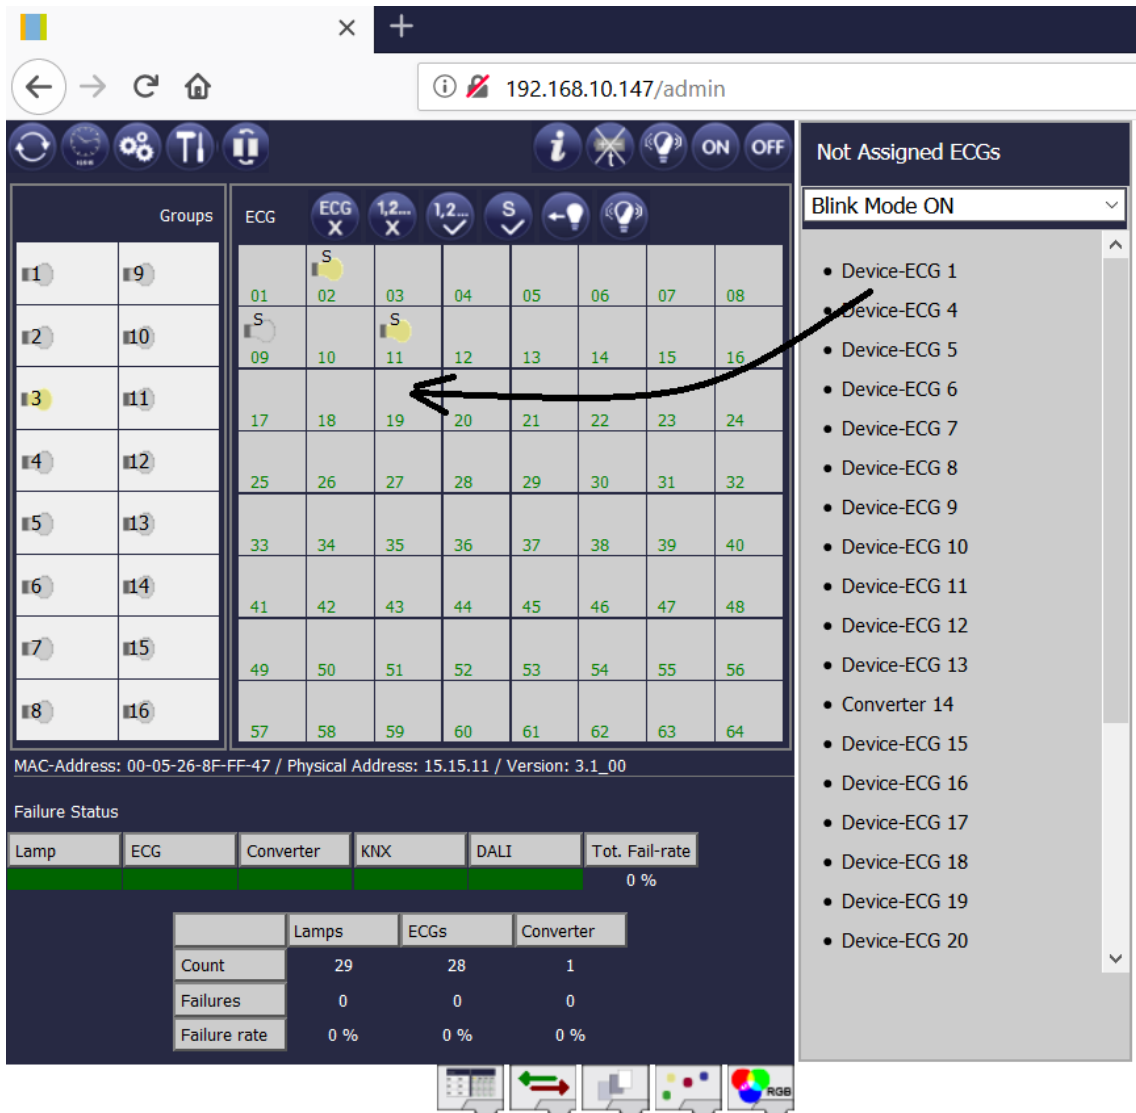 192.168.10.147/admin
i t ON OFF
Groups
1 9
2 10
3 11
4 12
5 13
6 14
7 15
8 16
ECG ECG X 1,2... X 1,2... S
S
01 02 03 04 05 06 07 08
S S
09 10 11 12 13 14 15 16
17 18 19 20 21 22 23 24
25 26 27 28 29 30 31 32
33 34 35 36 37 38 39 40
41 42 43 44 45 46 47 48
49 50 51 52 53 54 55 56
57 58 59 60 61 62 63 64
MAC-Address: 00-05-26-8F-FF-47 / Physical Address: 15.15.11 / Version: 3.1_00
Failure Status
Lamp ECG Converter KNX DALI Tot. Fail-rate
0 %
Lamps ECGs Converter
Count 29 28 1
Failures 0 0 0
Failure rate 0 % 0 % 0 %
RGB
Not Assigned ECGs
Blink Mode ON
Device-ECG 1
Device-ECG 4
Device-ECG 5
Device-ECG 6
Device-ECG 7
Device-ECG 8
Device-ECG 9
Device-ECG 10
Device-ECG 11
Device-ECG 12
Device-ECG 13
Converter 14
Device-ECG 15
Device-ECG 16
Device-ECG 17
Device-ECG 18
Device-ECG 19
Device-ECG 20